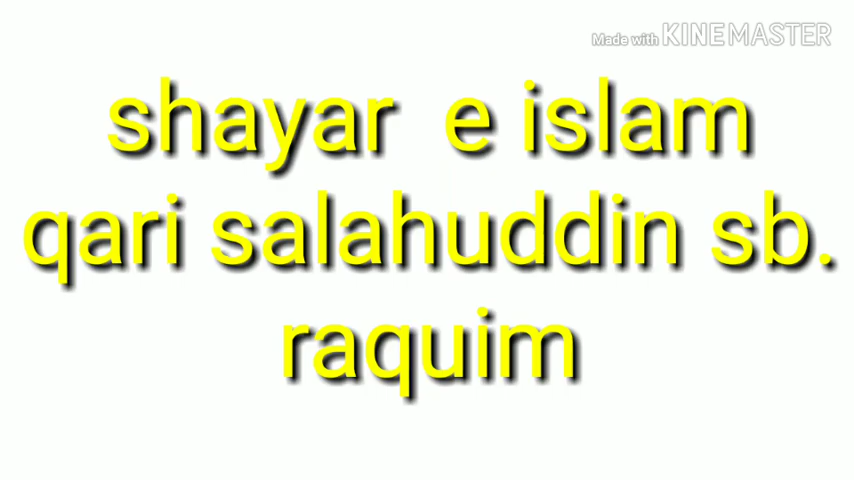 Made with KINEMASTER
shayar e islam
qari salahuddin sb.
raquim